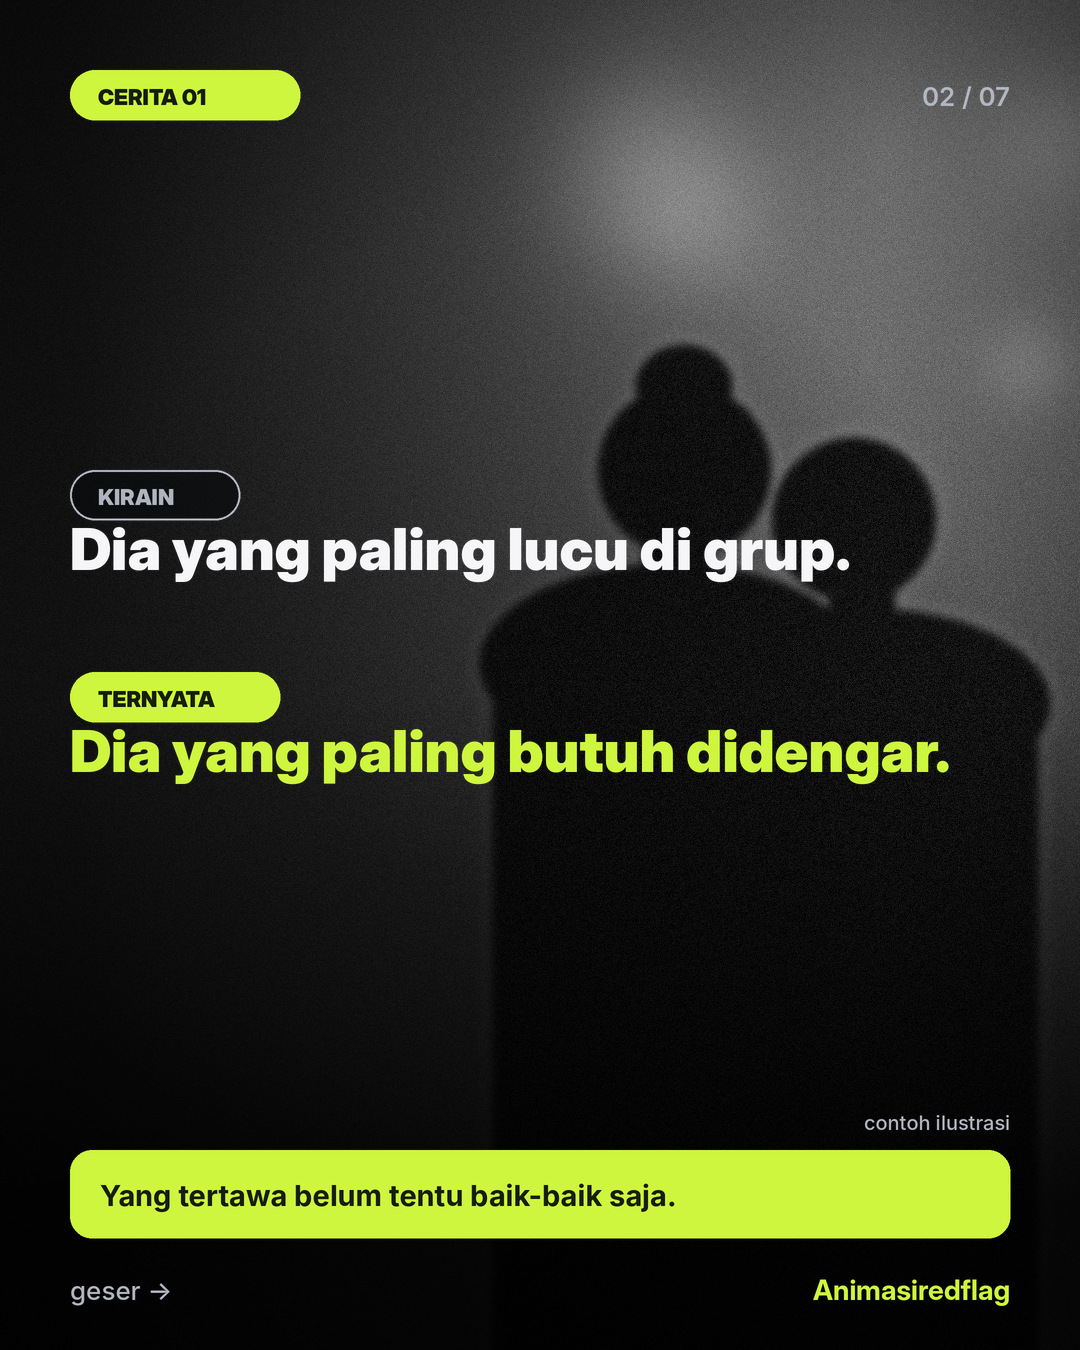 CERITA 01
02 / 07
KIRAIN
Dia yang paling lucu di grup.
TERNYATA
Dia yang paling butuh didengar.
contoh ilustrasi
Yang tertawa belum tentu baik-baik saja.
geser →
Animasiredflag